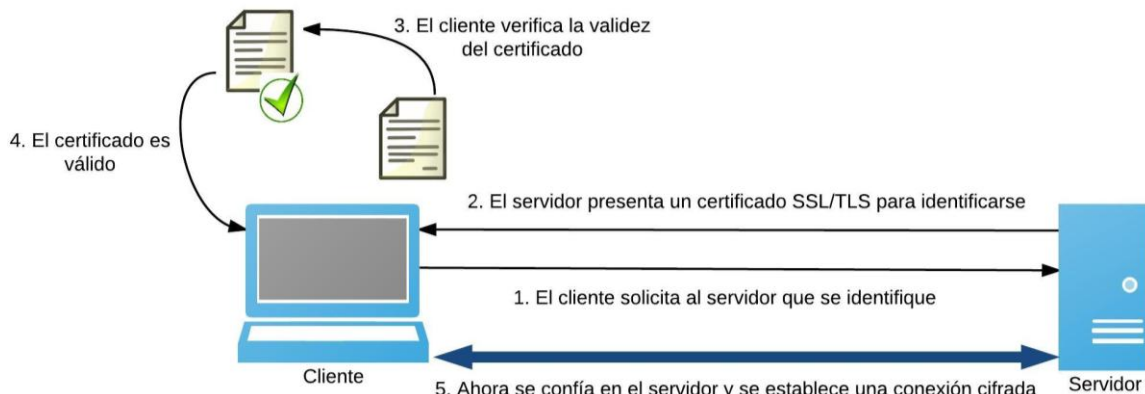 3. El cliente verifica la validez
del certificado
4. El certificado es
válido
2. El servidor presenta un certificado SSL/TLS para identificarse
1. El cliente solicita al servidor que se identifique
Cliente
Servidor
5. Ahora se confía en el servidor y se establece una conexión cifrada